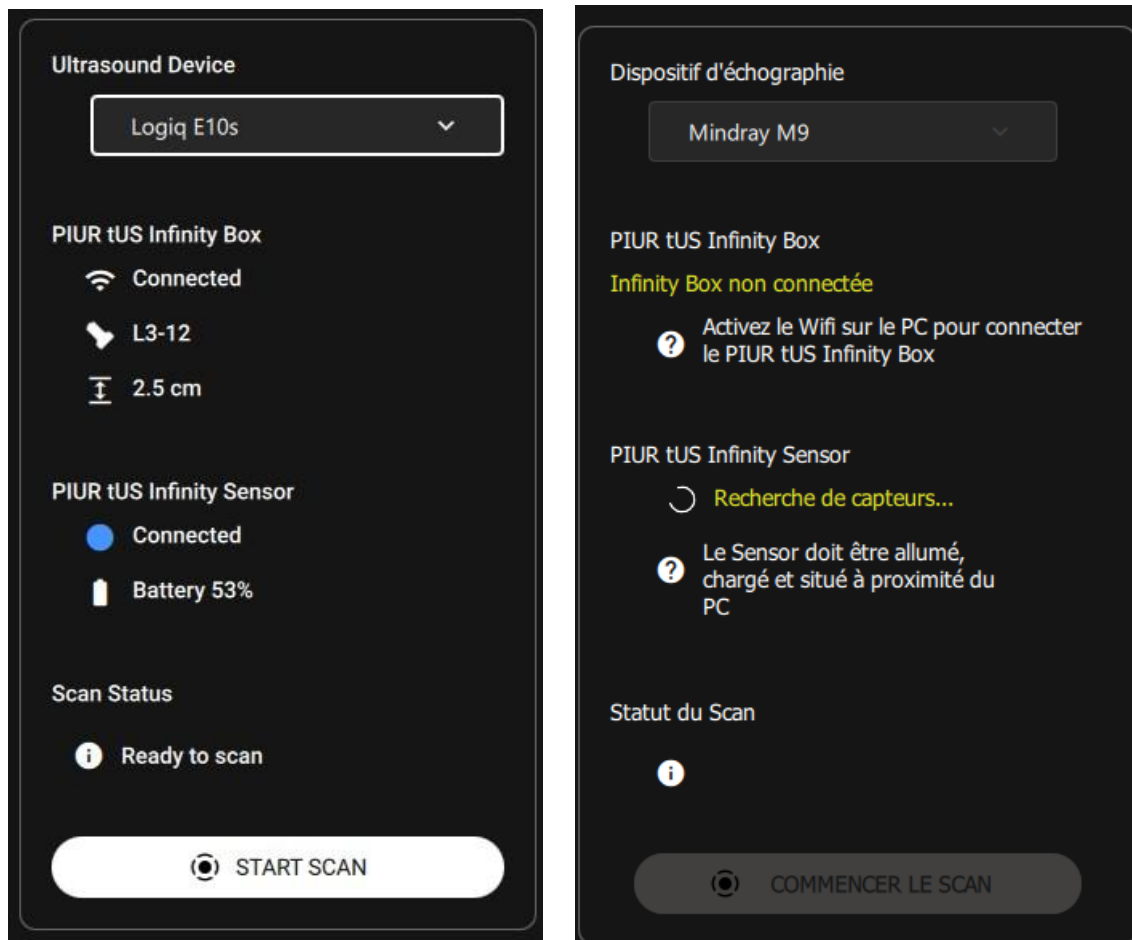 Ultrasound Device
Logiq E10s
PIUR tUS Infinity Box
Connected
L3-12
2.5 cm
PIUR tUS Infinity Sensor
Connected
Battery 53%
Scan Status
Ready to scan
START SCAN
Dispositif d'échographie
Mindray M9
PIUR tUS Infinity Box
Infinity Box non connectée
Activez le Wifi sur le PC pour connecter
le PIUR tUS Infinity Box
PIUR tUS Infinity Sensor
Recherche de capteurs...
Le Sensor doit être allumé,
chargé et situé à proximité du
PC
Statut du Scan
COMMENCER LE SCAN